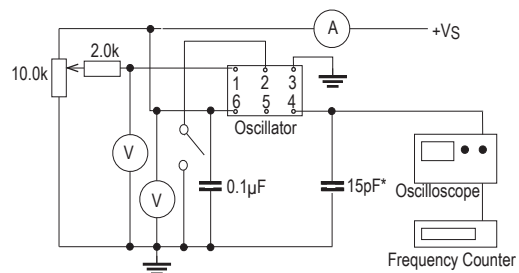 A
+VS
2.0k
10.0k
1 2 3
6 5 4
Oscillator
V
V
0.1µF
15pF*
Oscilloscope
Frequency Counter